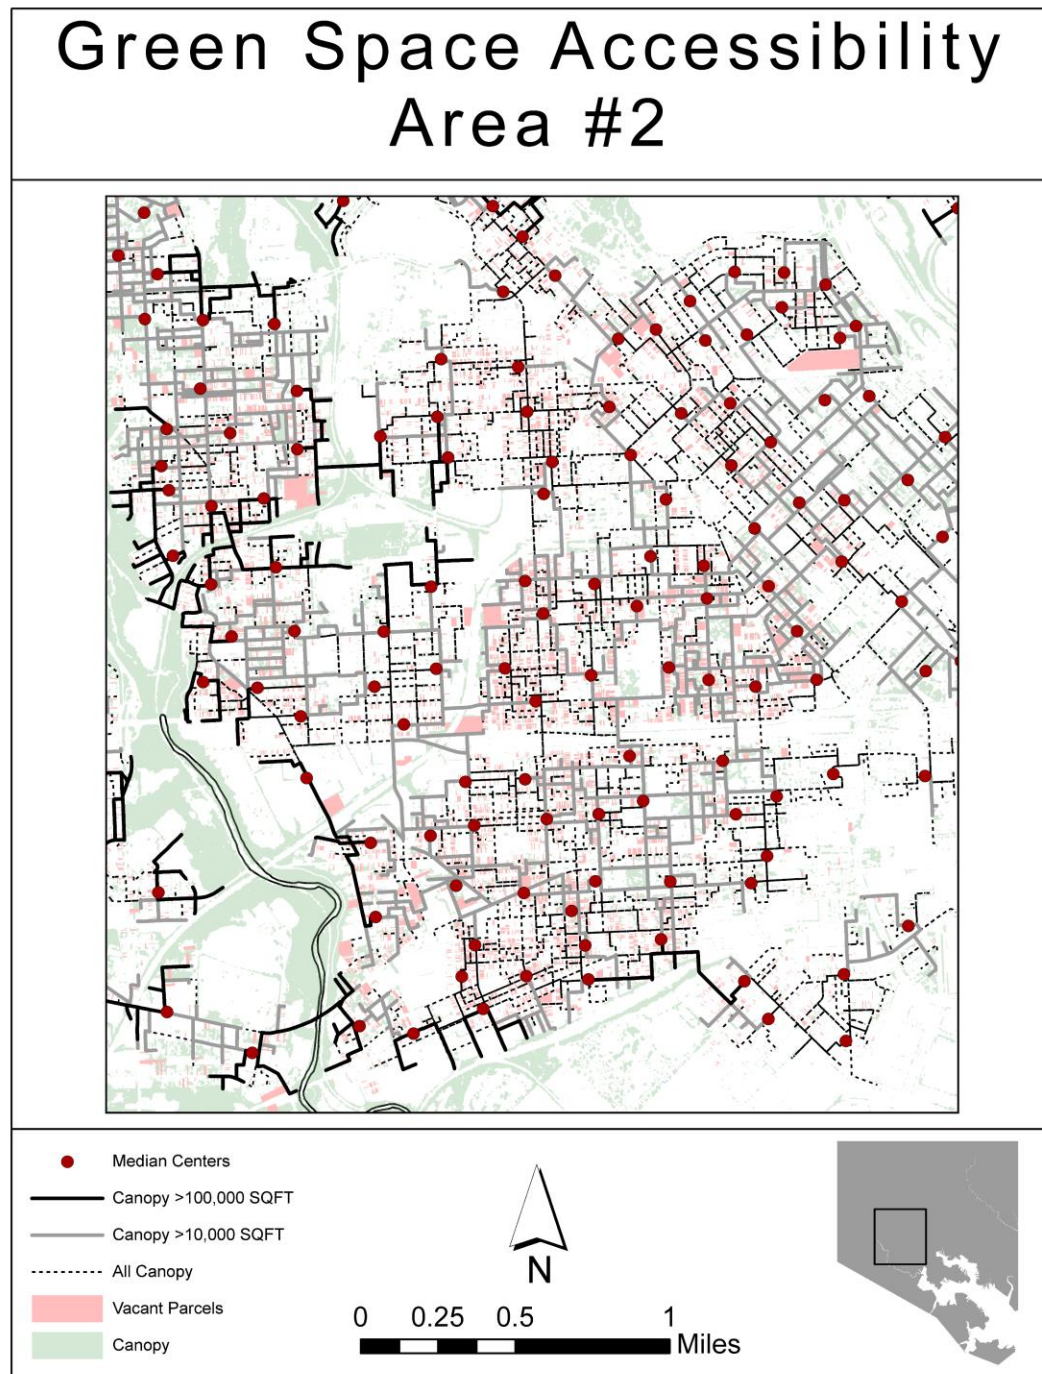 Green Space Accessibility
Area #2
Median Centers
Canopy >100,000 SQFT
Canopy >10,000 SQFT
All Canopy
Vacant Parcels
Canopy
N
0 0.25 0.5 1
Miles